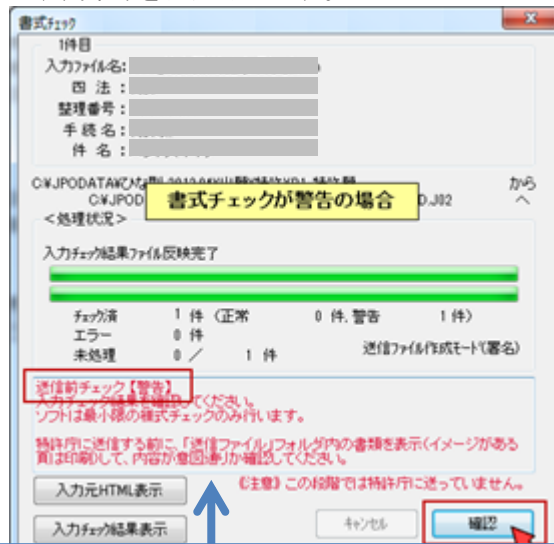 書式チェック
1件目
入力ファイル名:
四 法 :
整理番号 :
手 続 名 :
件 名 :
から
C:¥JPOD D.J02 へ
書式チェックが警告の場合
<処理状況>
入力チェック結果ファイル反映完了
チェック済 1 件 (正常 0 件、警告 1 件)
エラー 0 件
未処理 0 / 1 件 送信ファイル作成モード(署名)
送信前チェック【警告】
入力チェック結果を確認してください。
ソフトは最小限の様式チェックのみ行います。
特許庁に送信する前に、「送信ファイル」フォルダ内の書類を表示(イメージがある
頁は印刷)して、内容が意図通りか確認してください。
入力元HTML表示
《注意》この段階では特許庁に送っていません。
入力チェック結果表示
キャンセル
確認